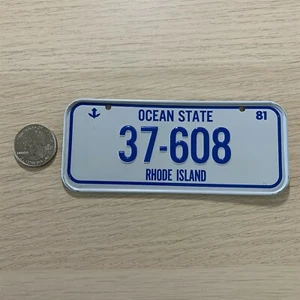 OCEAN STATE
81
37-608
RHODE ISLAND